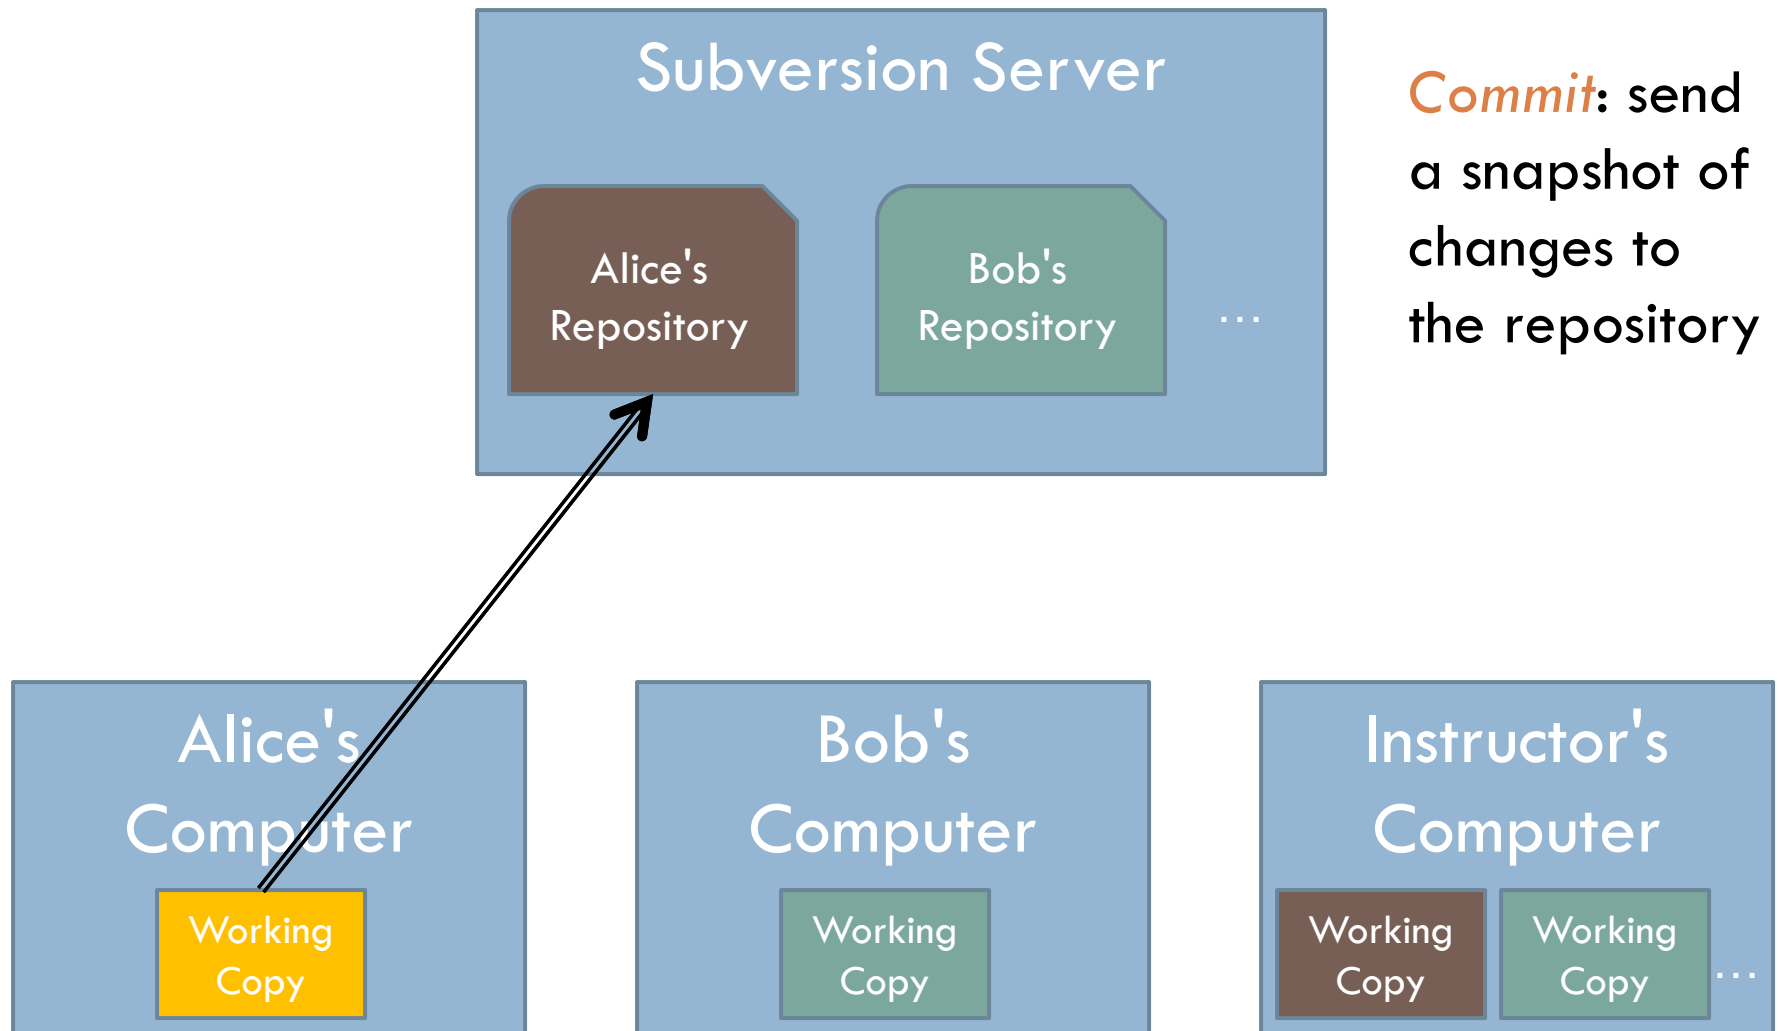 Subversion Server
Commit: send
a snapshot of
changes to
the repository
Alice's
Repository
Bob's
Repository
...
Alice's
Computer
Working
Copy
Bob's
Computer
Working
Copy
Instructor's
Computer
Working
Copy
Working
Copy
...